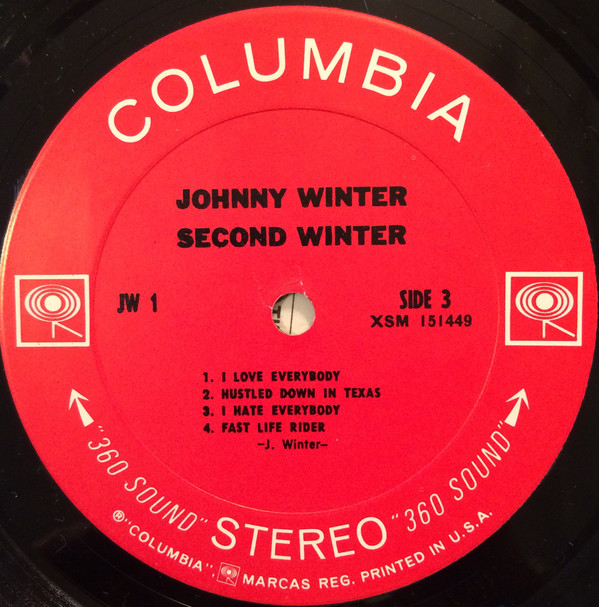 COLUMBIA
JOHNNY WINTER
SECOND WINTER
JW 1
SIDE 3
XSM 151449
1. I LOVE EVERYBODY
2. HUSTLED DOWN IN TEXAS
3. I HATE EVERYBODY
4. FAST LIFE RIDER
-J. Winter-
"360 SOUND" STEREO "360 SOUND"
®"COLUMBIA", MARCAS REG. PRINTED IN U.S.A.